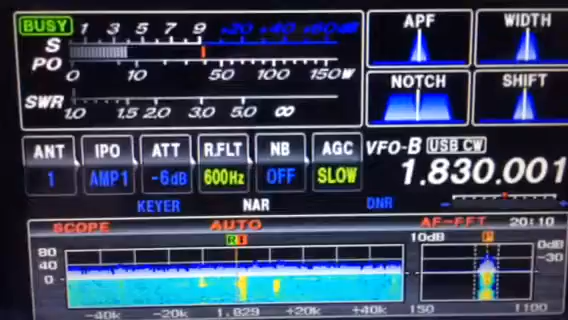 BUSY
1 3 5 7 9 +20 +40 +60dB
S
PO
0 10 50 100 150W
SWR
1.0 1.5 2.0 3.0 5.0 ∞
APF WIDTH
NOTCH SHIFT
ANT IPO ATT R.FLT NB AGC
1 AMP1 -6dB 600Hz OFF SLOW
VFO-B USB CW
1.830.001
KEYER NAR DNR
SCOPE AUTO AF-FFT 20:10
R 10dB 0dB
80 -30
40
0
-40k -20k 1.829 +20k +40k 150 1100